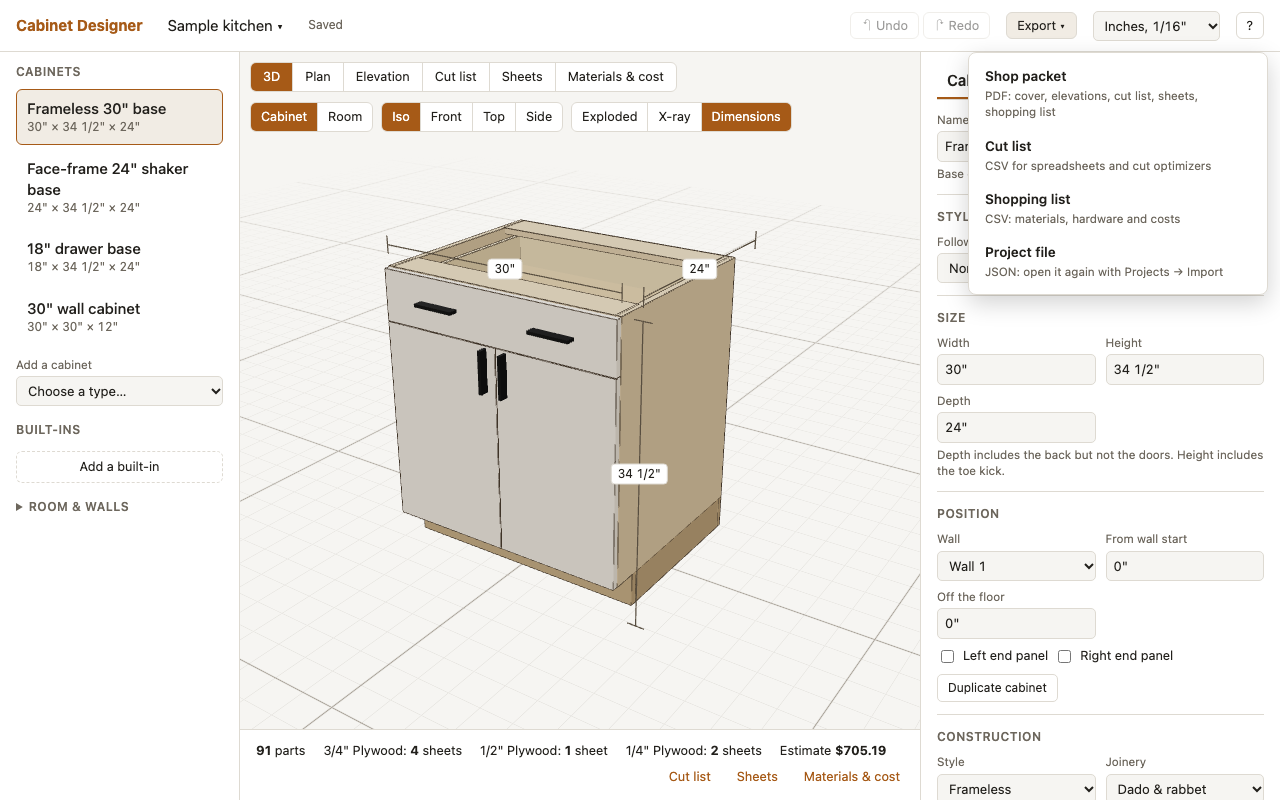 Cabinet Designer
Sample kitchen ▾
Saved
Undo
Redo
Export ▾
Inches, 1/16"
?
CABINETS
Frameless 30" base
30" × 34 1/2" × 24"
Face-frame 24" shaker
base
24" × 34 1/2" × 24"
18" drawer base
18" × 34 1/2" × 24"
30" wall cabinet
30" × 30" × 12"
Add a cabinet
Choose a type...
BUILT-INS
Add a built-in
ROOM & WALLS
3D
Plan
Elevation
Cut list
Sheets
Materials & cost
Cabinet
Room
Iso
Front
Top
Side
Exploded
X-ray
Dimensions
30"
24"
34 1/2"
91 parts
3/4" Plywood: 4 sheets
1/2" Plywood: 1 sheet
1/4" Plywood: 2 sheets
Estimate $705.19
Cut list
Sheets
Materials & cost
Shop packet
PDF: cover, elevations, cut list, sheets,
shopping list
Cut list
CSV for spreadsheets and cut optimizers
Shopping list
CSV: materials, hardware and costs
Project file
JSON: open it again with Projects → Import
Name
Base
SIZE
Width
Height
30"
34 1/2"
Depth
24"
Depth includes the back but not the doors. Height includes
the toe kick.
POSITION
Wall
From wall start
Wall 1
0"
Off the floor
0"
Left end panel
Right end panel
Duplicate cabinet
CONSTRUCTION
Style
Joinery
Frameless
Dado & rabbet